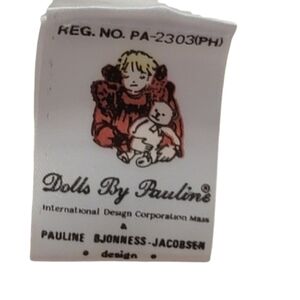 REG. NO. PA-2303(PH)
Dolls By Pauline®
International Design Corporation Mass
&
PAULINE BJONNESS-JACOBSEN
• design •